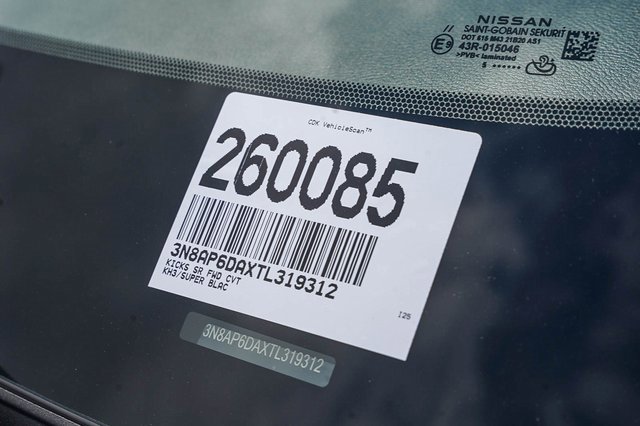 NISSAN
SAINT-GOBAIN SEKURIT
DOT 615 M43 21B20 AS1
43R-015046
>PVB< laminated
E
CDK VehicleScan™
260085
3N8AP6DAXTL319312
KICKS SR FWD CVT
KH3/SUPER BLAC
I25
3N8AP6DAXTL319312